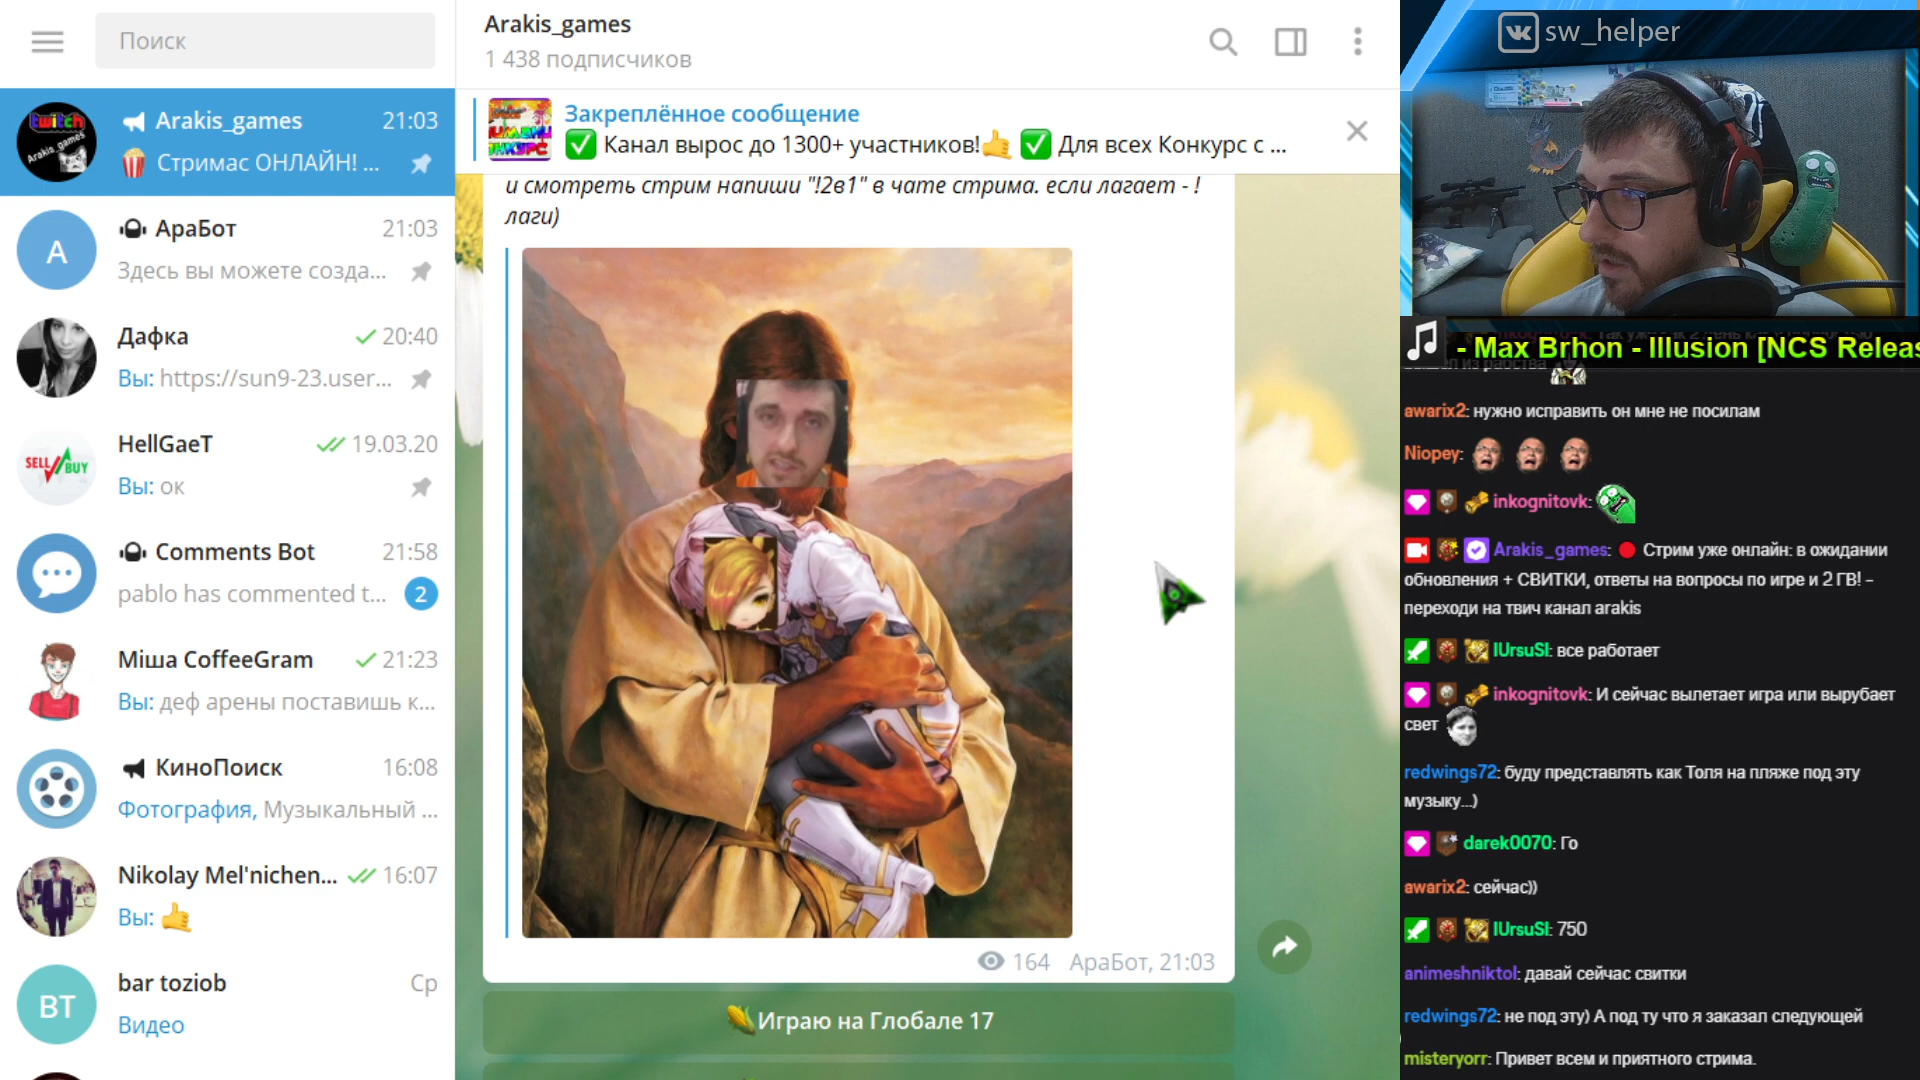 Поиск
Arakis_games 21:03
Стримас ОНЛАЙН! ...
А
АраБот 21:03
Здесь вы можете созда...
Дафка 20:40
Вы: https://sun9-23.user...
SELL BUY
HellGaeT 19.03.20
Вы: ок
Comments Bot 21:58
pablo has commented t... 2
Міша CoffeeGram 21:23
Вы: деф арены поставишь к...
КиноПоиск 16:08
Фотография, Музыкальный ...
Nikolay Mel'nichen... 16:07
Вы:
BT
bar toziob Ср
Видео
Arakis_games
1 438 подписчиков
Закреплённое сообщение
Канал вырос до 1300+ участников! Для всех Конкурс с ...
и смотреть стрим напиши "!2в1" в чате стрима. если лагает - !
лаги)
164 АраБот, 21:03
Играю на Глобале 17
sw_helper
- Max Brhon - Illusion [NCS Releas
awarix2: нужно исправить он мне не посилам
Niopey:
inkognitovk:
Arakis_games: Стрим уже онлайн: в ожидании
обновления + СВИТКИ, ответы на вопросы по игре и 2 ГВ! -
переходи на твич канал arakis
IUrsuSI: все работает
inkognitovk: И сейчас вылетает игра или вырубает
свет
redwings72: буду представлять как Толя на пляже под эту
музыку...)
darek0070: Го
awarix2: сейчас))
IUrsuSI: 750
animeshniktol: давай сейчас свитки
redwings72: не под эту) А под ту что я заказал следующей
misteryorr: Привет всем и приятного стрима.